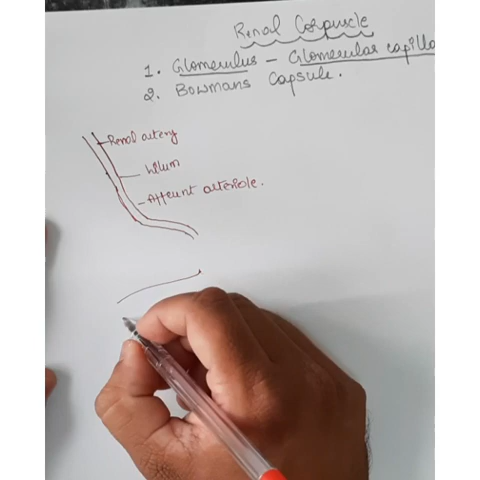 Renal Corpuscle
1. Glomerulus - Glomerular capilla
2. Bowmans Capsule.
Renal artery
hilum
Afferent arteriole.